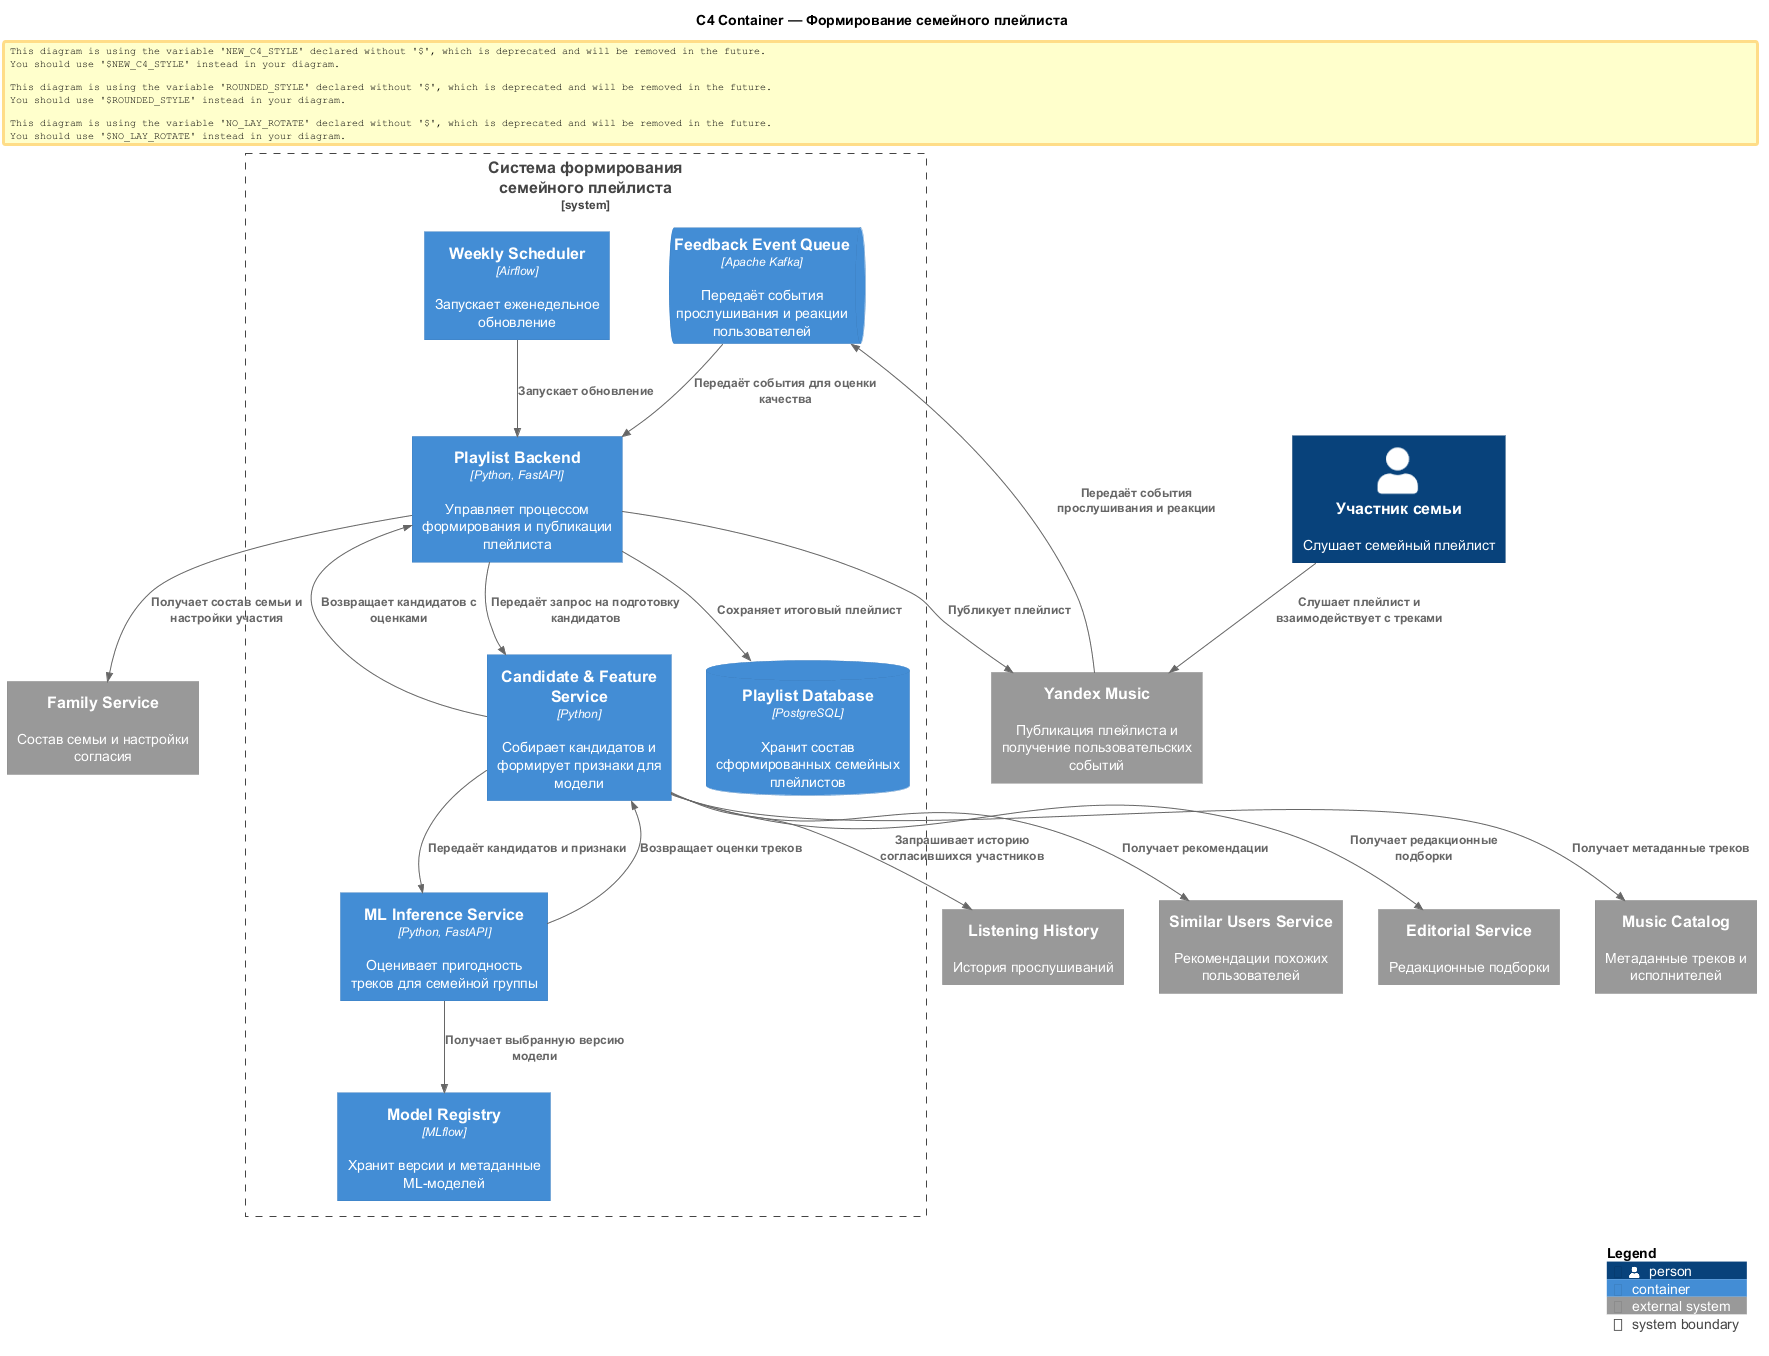 C4 Container — Формирование семейного плейлиста
This diagram is using the variable 'NEW_C4_STYLE' declared without '$', which is deprecated and will be removed in the future.
You should use '$NEW_C4_STYLE' instead in your diagram.
This diagram is using the variable 'ROUNDED_STYLE' declared without '$', which is deprecated and will be removed in the future.
You should use '$ROUNDED_STYLE' instead in your diagram.
This diagram is using the variable 'NO_LAY_ROTATE' declared without '$', which is deprecated and will be removed in the future.
You should use '$NO_LAY_ROTATE' instead in your diagram.
Система формирования
семейного плейлиста
[system]
Weekly Scheduler
[Airflow]
Запускает еженедельное
обновление
Feedback Event Queue
[Apache Kafka]
Передаёт события
прослушивания и реакции
пользователей
Запускает обновление
Передаёт события для оценки
качества
Playlist Backend
[Python, FastAPI]
Управляет процессом
формирования и публикации
плейлиста
Передаёт события
прослушивания и реакции
Участник семьи
Слушает семейный плейлист
Получает состав семьи и
настройки участия
Возвращает кандидатов с
оценками
Передаёт запрос на подготовку
кандидатов
Сохраняет итоговый плейлист
Публикует плейлист
Слушает плейлист и
взаимодействует с треками
Family Service
Состав семьи и настройки
согласия
Candidate & Feature
Service
[Python]
Собирает кандидатов и
формирует признаки для
модели
Playlist Database
[PostgreSQL]
Хранит состав
сформированных семейных
плейлистов
Yandex Music
Публикация плейлиста и
получение пользовательских
событий
Передаёт кандидатов и признаки
Возвращает оценки треков
Запрашивает историю
согласившихся участников
Получает рекомендации
Получает редакционные
подборки
Получает метаданные треков
ML Inference Service
[Python, FastAPI]
Оценивает пригодность
треков для семейной группы
Listening History
История прослушиваний
Similar Users Service
Рекомендации похожих
пользователей
Editorial Service
Редакционные подборки
Music Catalog
Метаданные треков и
исполнителей
Получает выбранную версию
модели
Model Registry
[MLflow]
Хранит версии и метаданные
ML-моделей
Legend
person
container
external system
system boundary